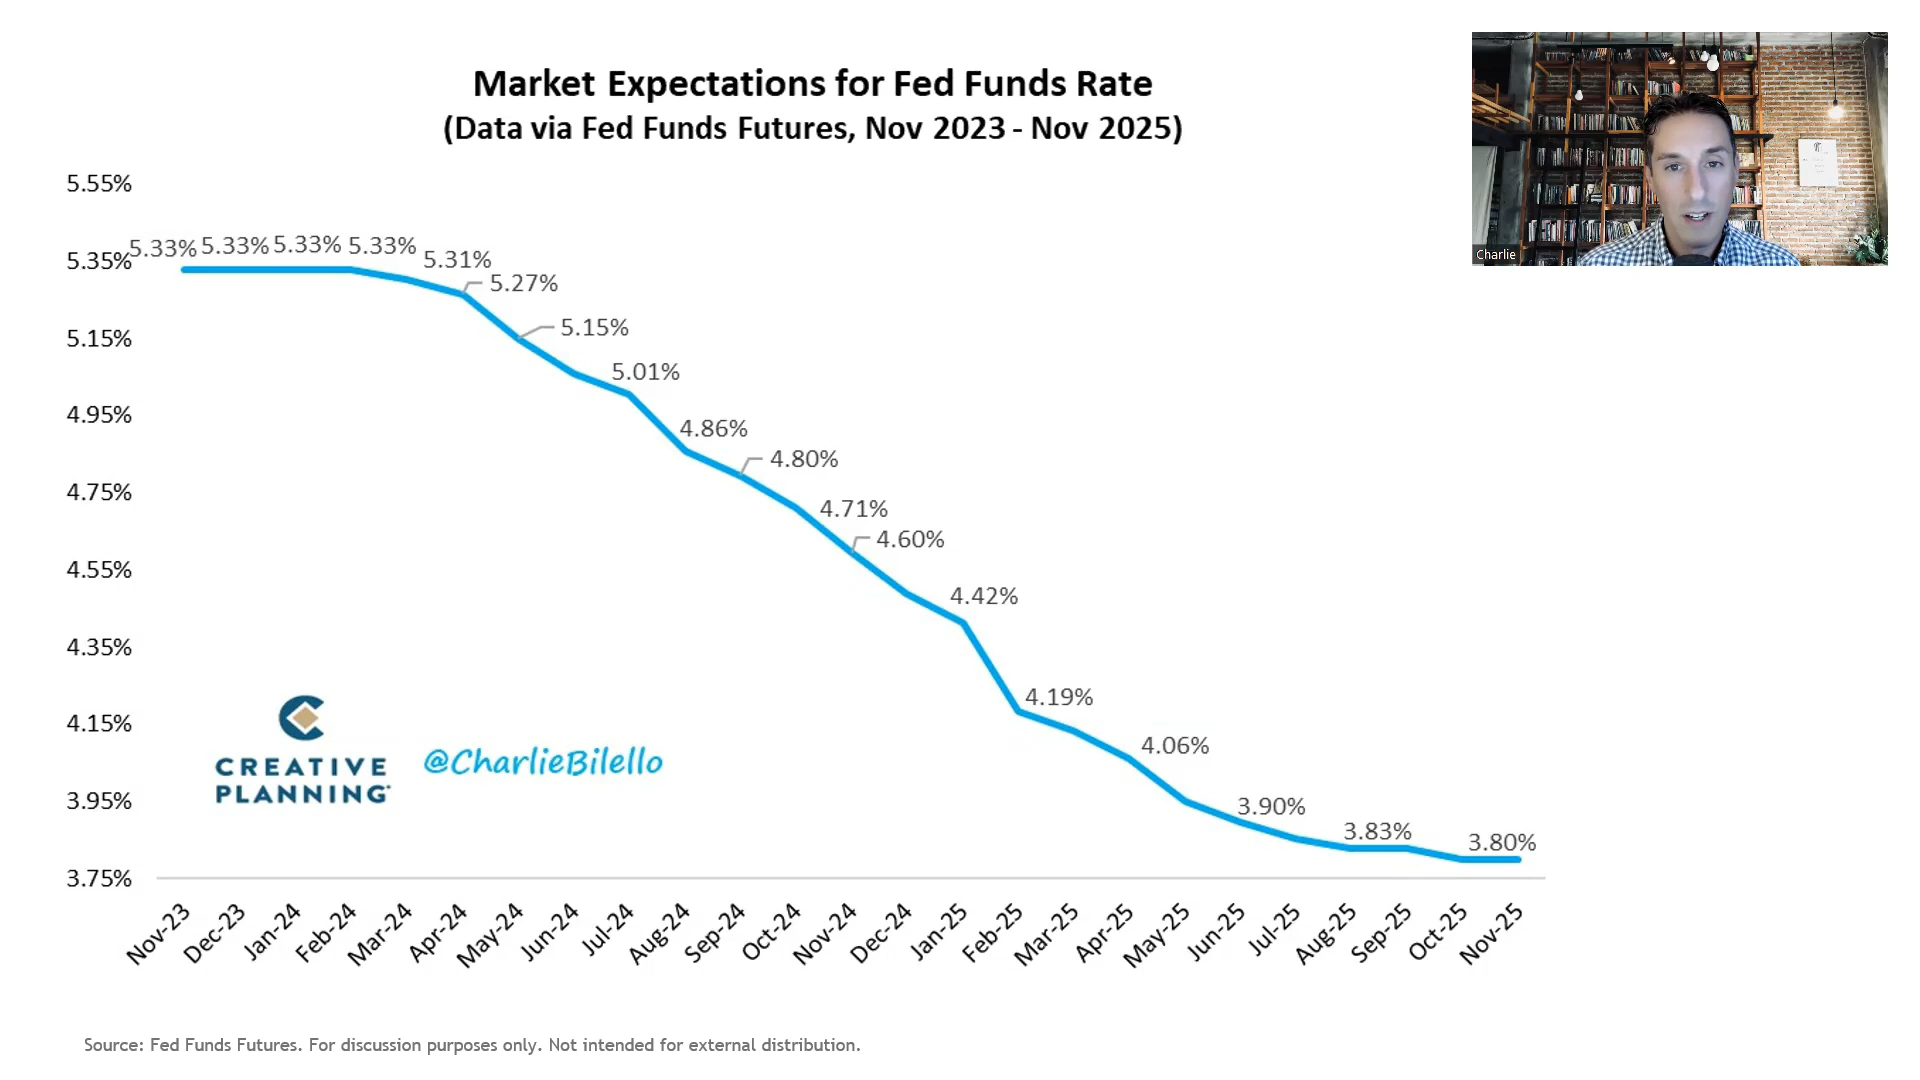 Market Expectations for Fed Funds Rate
(Data via Fed Funds Futures, Nov 2023 - Nov 2025)
Charlie
5.55%
5.35%
5.15%
4.95%
4.75%
4.55%
4.35%
4.15%
3.95%
3.75%
5.33% 5.33% 5.33% 5.33%
5.31%
5.27%
5.15%
5.01%
4.86%
4.80%
4.71%
4.60%
4.42%
4.19%
4.06%
3.90%
3.83%
3.80%
CREATIVE
PLANNING
@CharlieBilello
Nov-23
Dec-23
Jan-24
Feb-24
Mar-24
Apr-24
May-24
Jun-24
Jul-24
Aug-24
Sep-24
Oct-24
Nov-24
Dec-24
Jan-25
Feb-25
Mar-25
Apr-25
May-25
Jun-25
Jul-25
Aug-25
Sep-25
Oct-25
Nov-25
Source: Fed Funds Futures. For discussion purposes only. Not intended for external distribution.